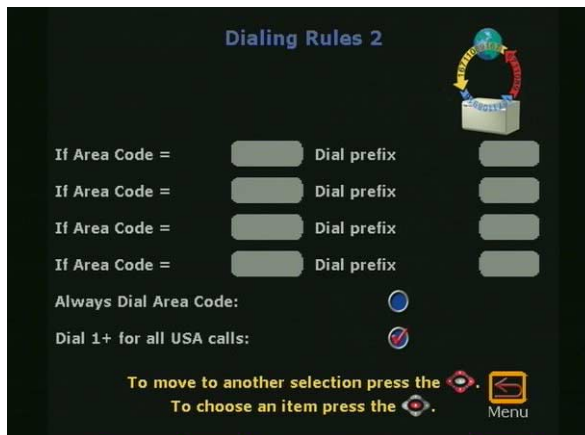 Dialing Rules 2
If Area Code = Dial prefix
If Area Code = Dial prefix
If Area Code = Dial prefix
If Area Code = Dial prefix
Always Dial Area Code:
Dial 1+ for all USA calls:
To move to another selection press the .
To choose an item press the .
Menu